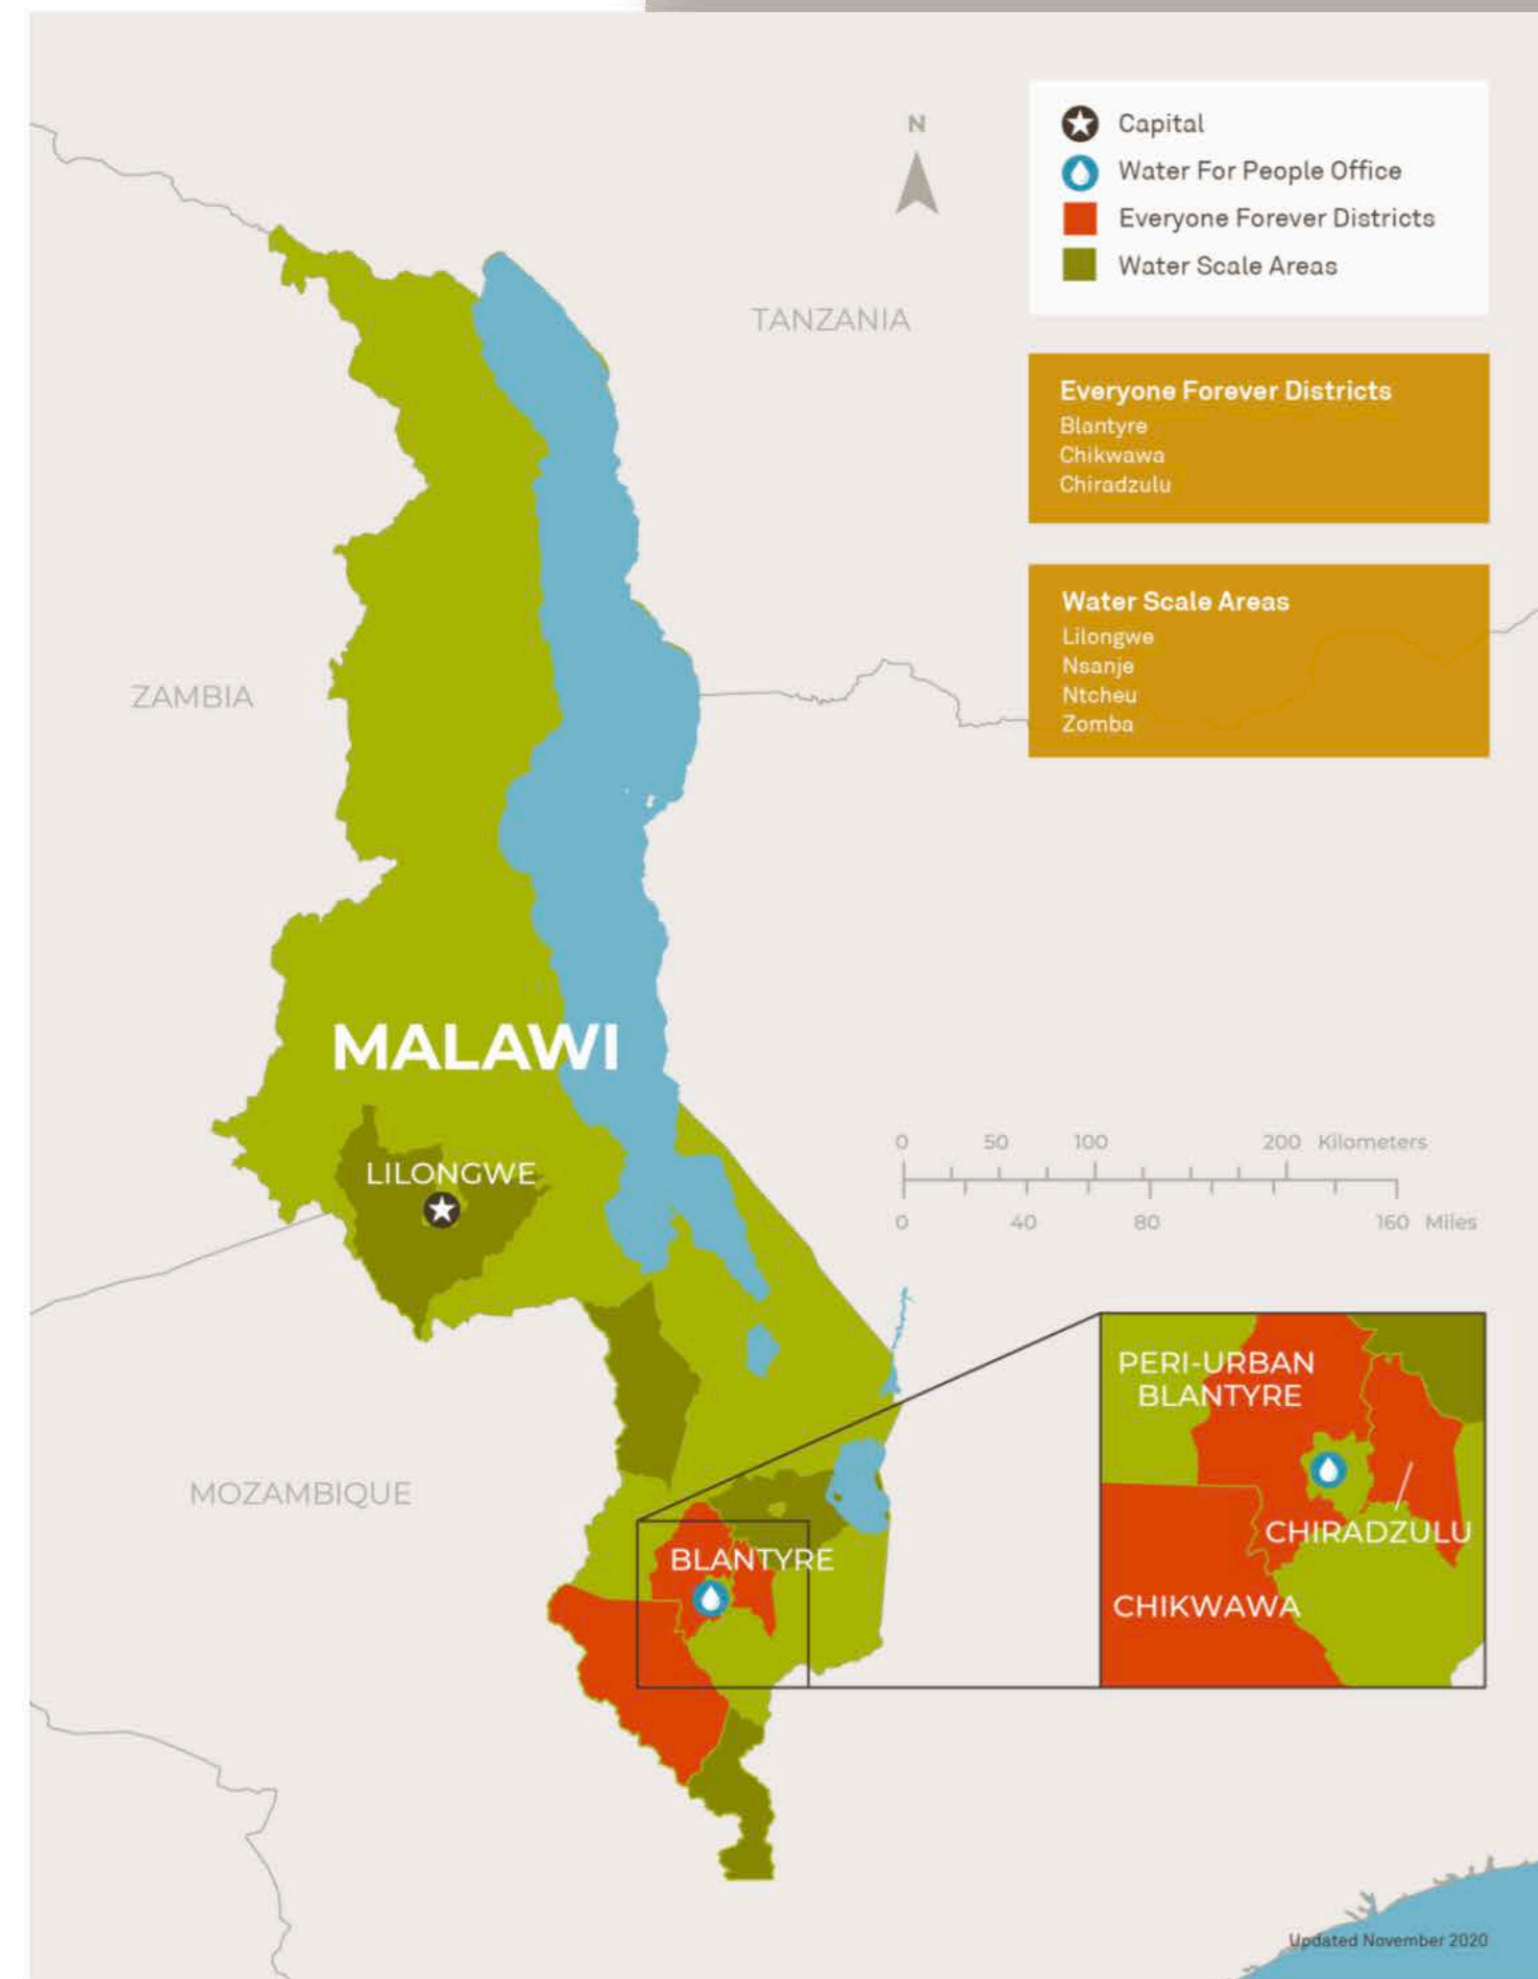 N
Capital
Water For People Office
Everyone Forever Districts
Water Scale Areas
TANZANIA
Everyone Forever Districts
Blantyre
Chikwawa
Chiradzulu
Water Scale Areas
Lilongwe
Nsanje
Ntcheu
Zomba
ZAMBIA
MALAWI
LILONGWE
0 50 100 200 Kilometers
0 40 80 160 Miles
MOZAMBIQUE
BLANTYRE
PERI-URBAN
BLANTYRE
CHIRADZULU
CHIKWAWA
Updated November 2020